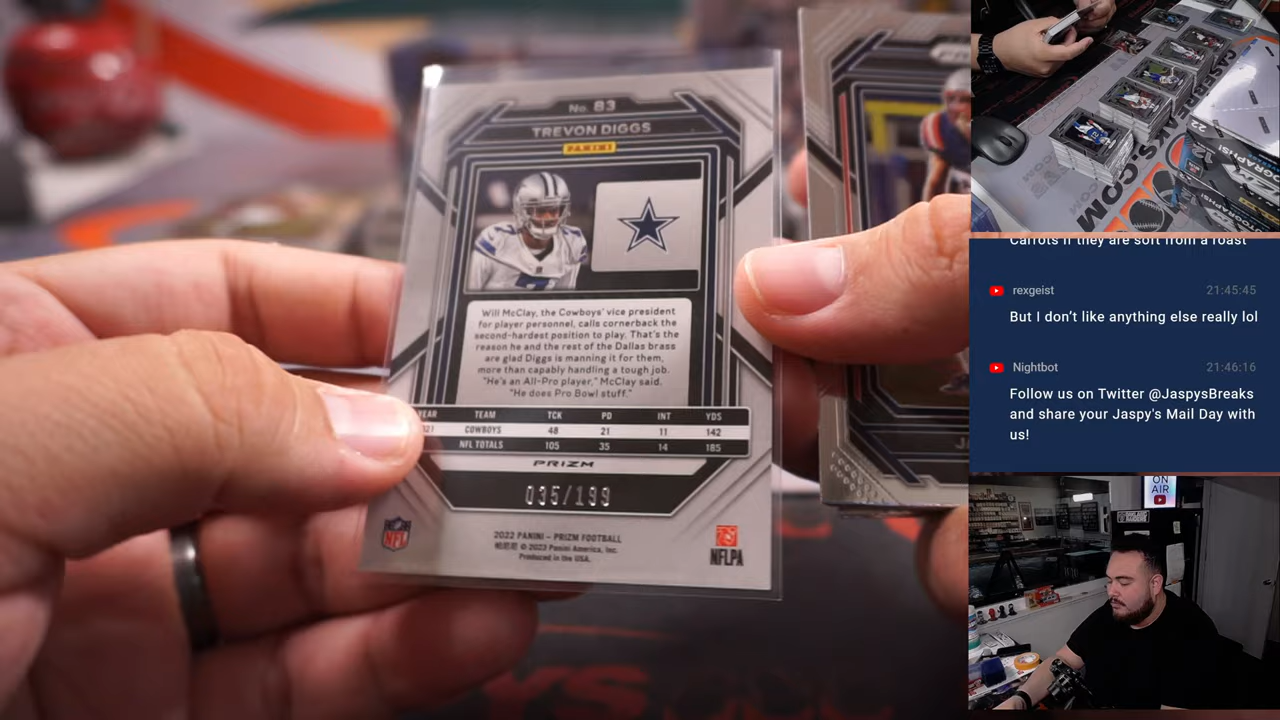 No. 83
TREVON DIGGS
PANINI
Will McClay, the Cowboys' vice president
for player personnel, calls cornerback the
second-hardest position to play. That's the
reason he and the rest of the Dallas brass
are glad Diggs is manning it for them,
more than capably handling a tough job.
"He's an All-Pro player," McClay said.
"He does Pro Bowl stuff."
YEAR TEAM TCK PD INT YDS
COWBOYS 48 21 11 142
NFL TOTALS 105 35 14 185
PRIZM
035/199
NFL
2022 PANINI – PRIZM FOOTBALL
© 2023 Panini America, Inc.
Produced in the USA.
NFLPA
Carrots if they are soft from a roast
rexgeist 21:45:45
But I don't like anything else really lol
Nightbot 21:46:16
Follow us on Twitter @JaspysBreaks
and share your Jaspy's Mail Day with
us!
ON
AIR